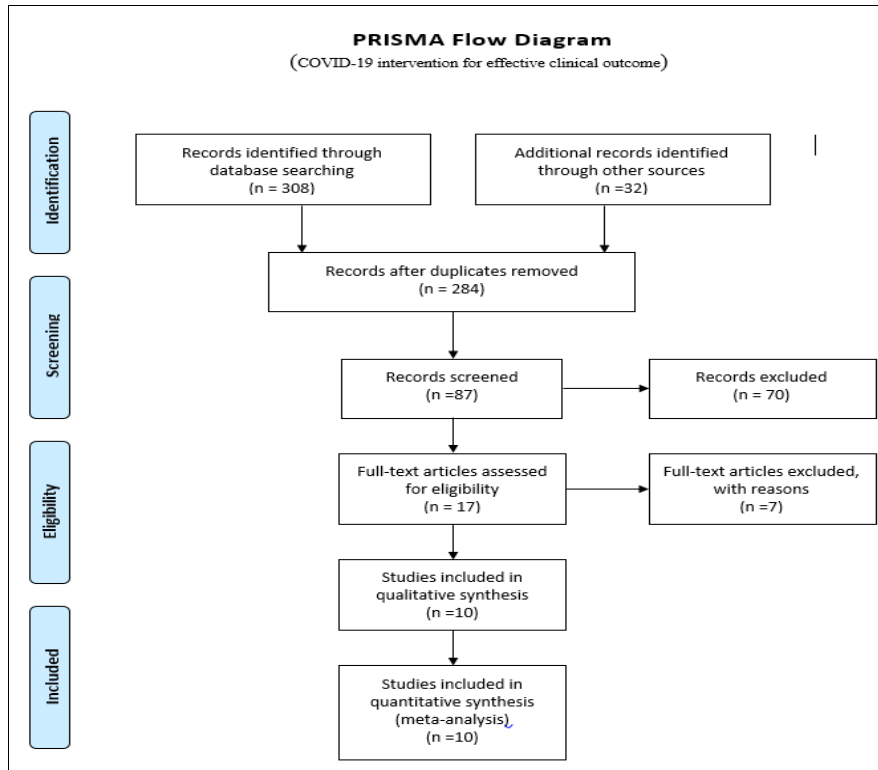 PRISMA Flow Diagram
(COVID-19 intervention for effective clinical outcome)
Identification
Records identified through
database searching
(n = 308)
Additional records identified
through other sources
(n =32)
Records after duplicates removed
(n = 284)
Screening
Records screened
(n =87)
Records excluded
(n = 70)
Eligibility
Full-text articles assessed
for eligibility
(n = 17)
Full-text articles excluded,
with reasons
(n =7)
Studies included in
qualitative synthesis
(n =10)
Included
Studies included in
quantitative synthesis
(meta-analysis)
(n =10)